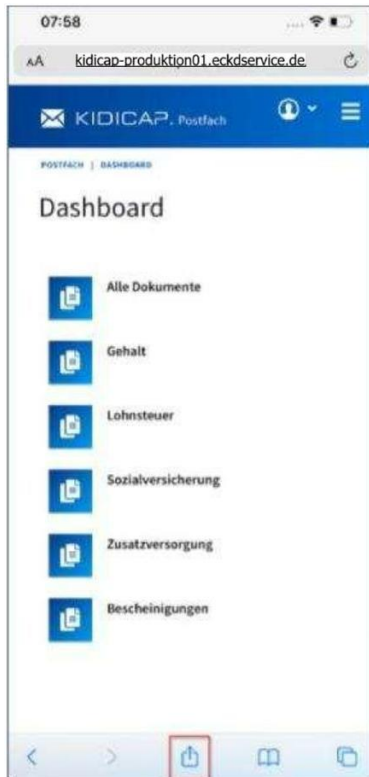 07:58
AA kidicap-produktion01.eckdservice.de
KIDICAP. Postfach
POSTFACH | DASHBOARD
Dashboard
Alle Dokumente
Gehalt
Lohnsteuer
Sozialversicherung
Zusatzversorgung
Bescheinigungen